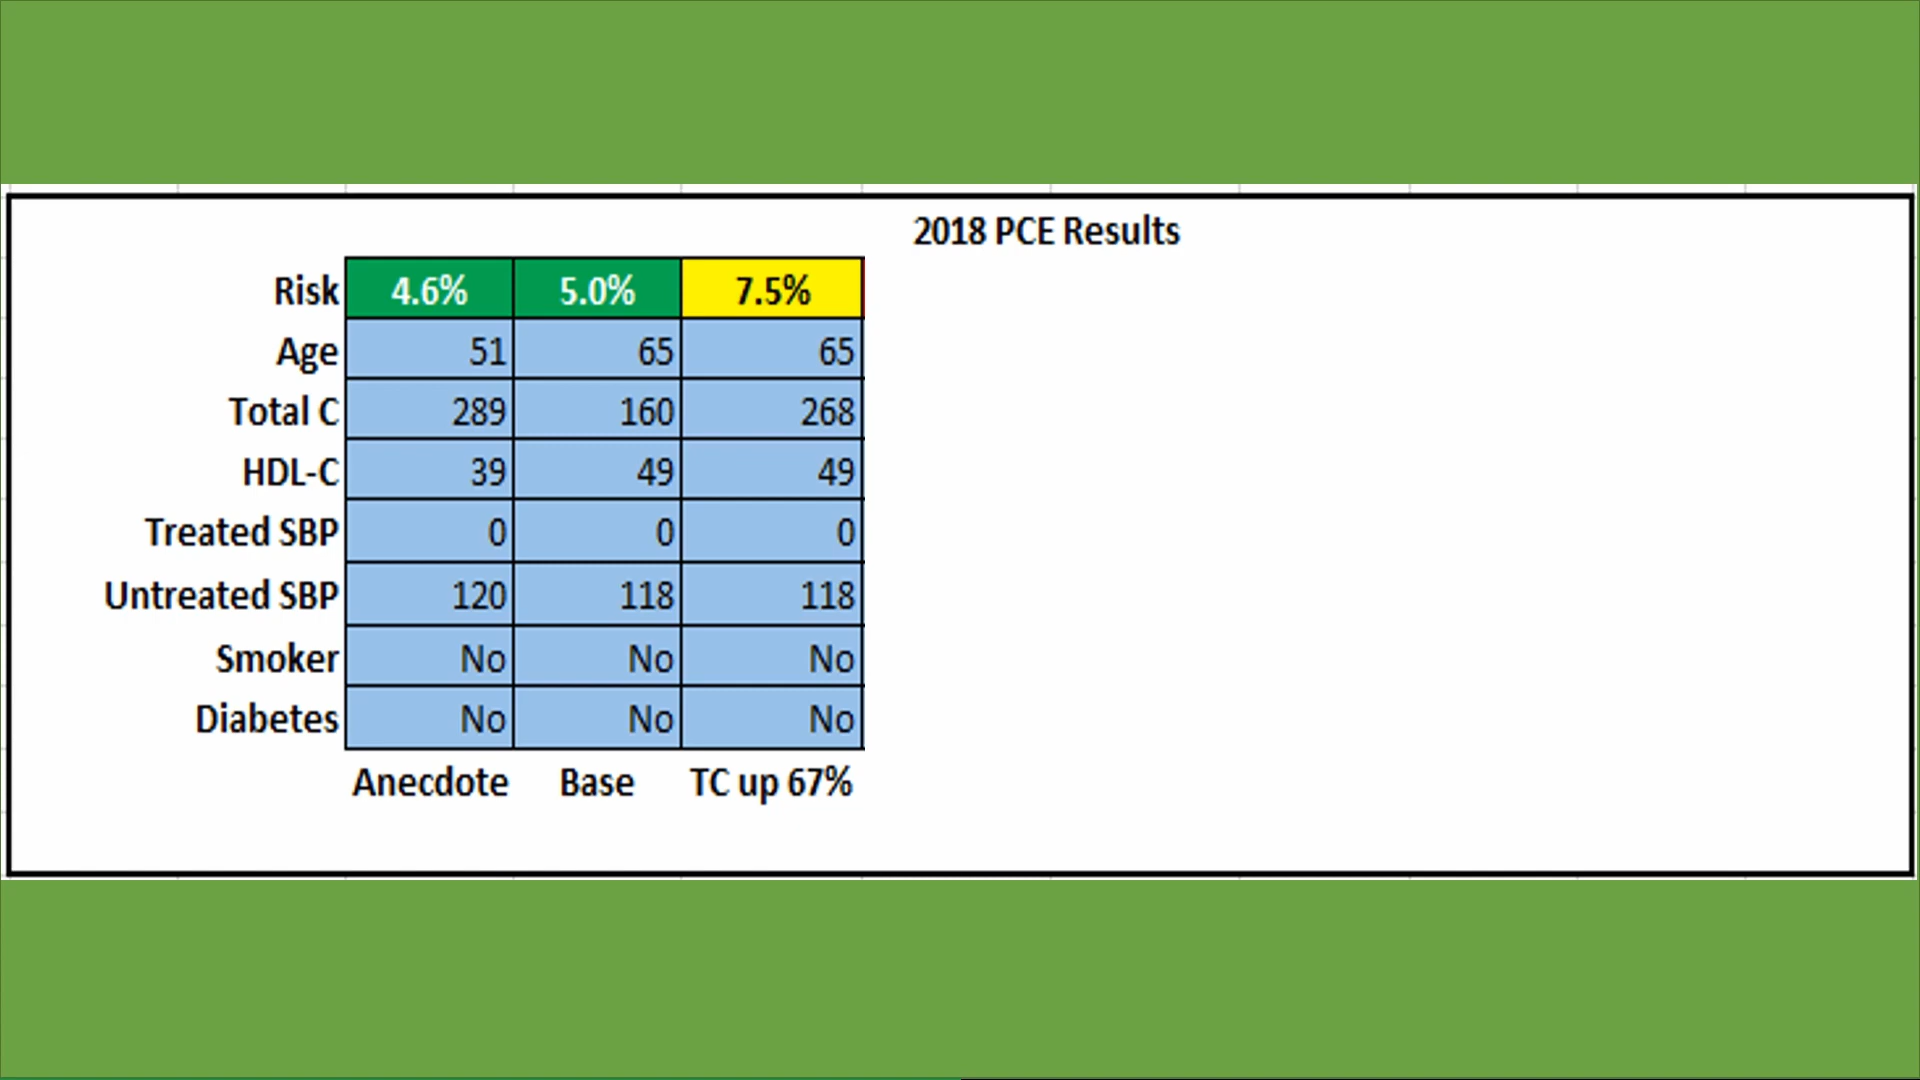 2018 PCE Results
Risk 4.6% 5.0% 7.5%
Age 51 65 65
Total C 289 160 268
HDL-C 39 49 49
Treated SBP 0 0 0
Untreated SBP 120 118 118
Smoker No No No
Diabetes No No No
Anecdote Base TC up 67%